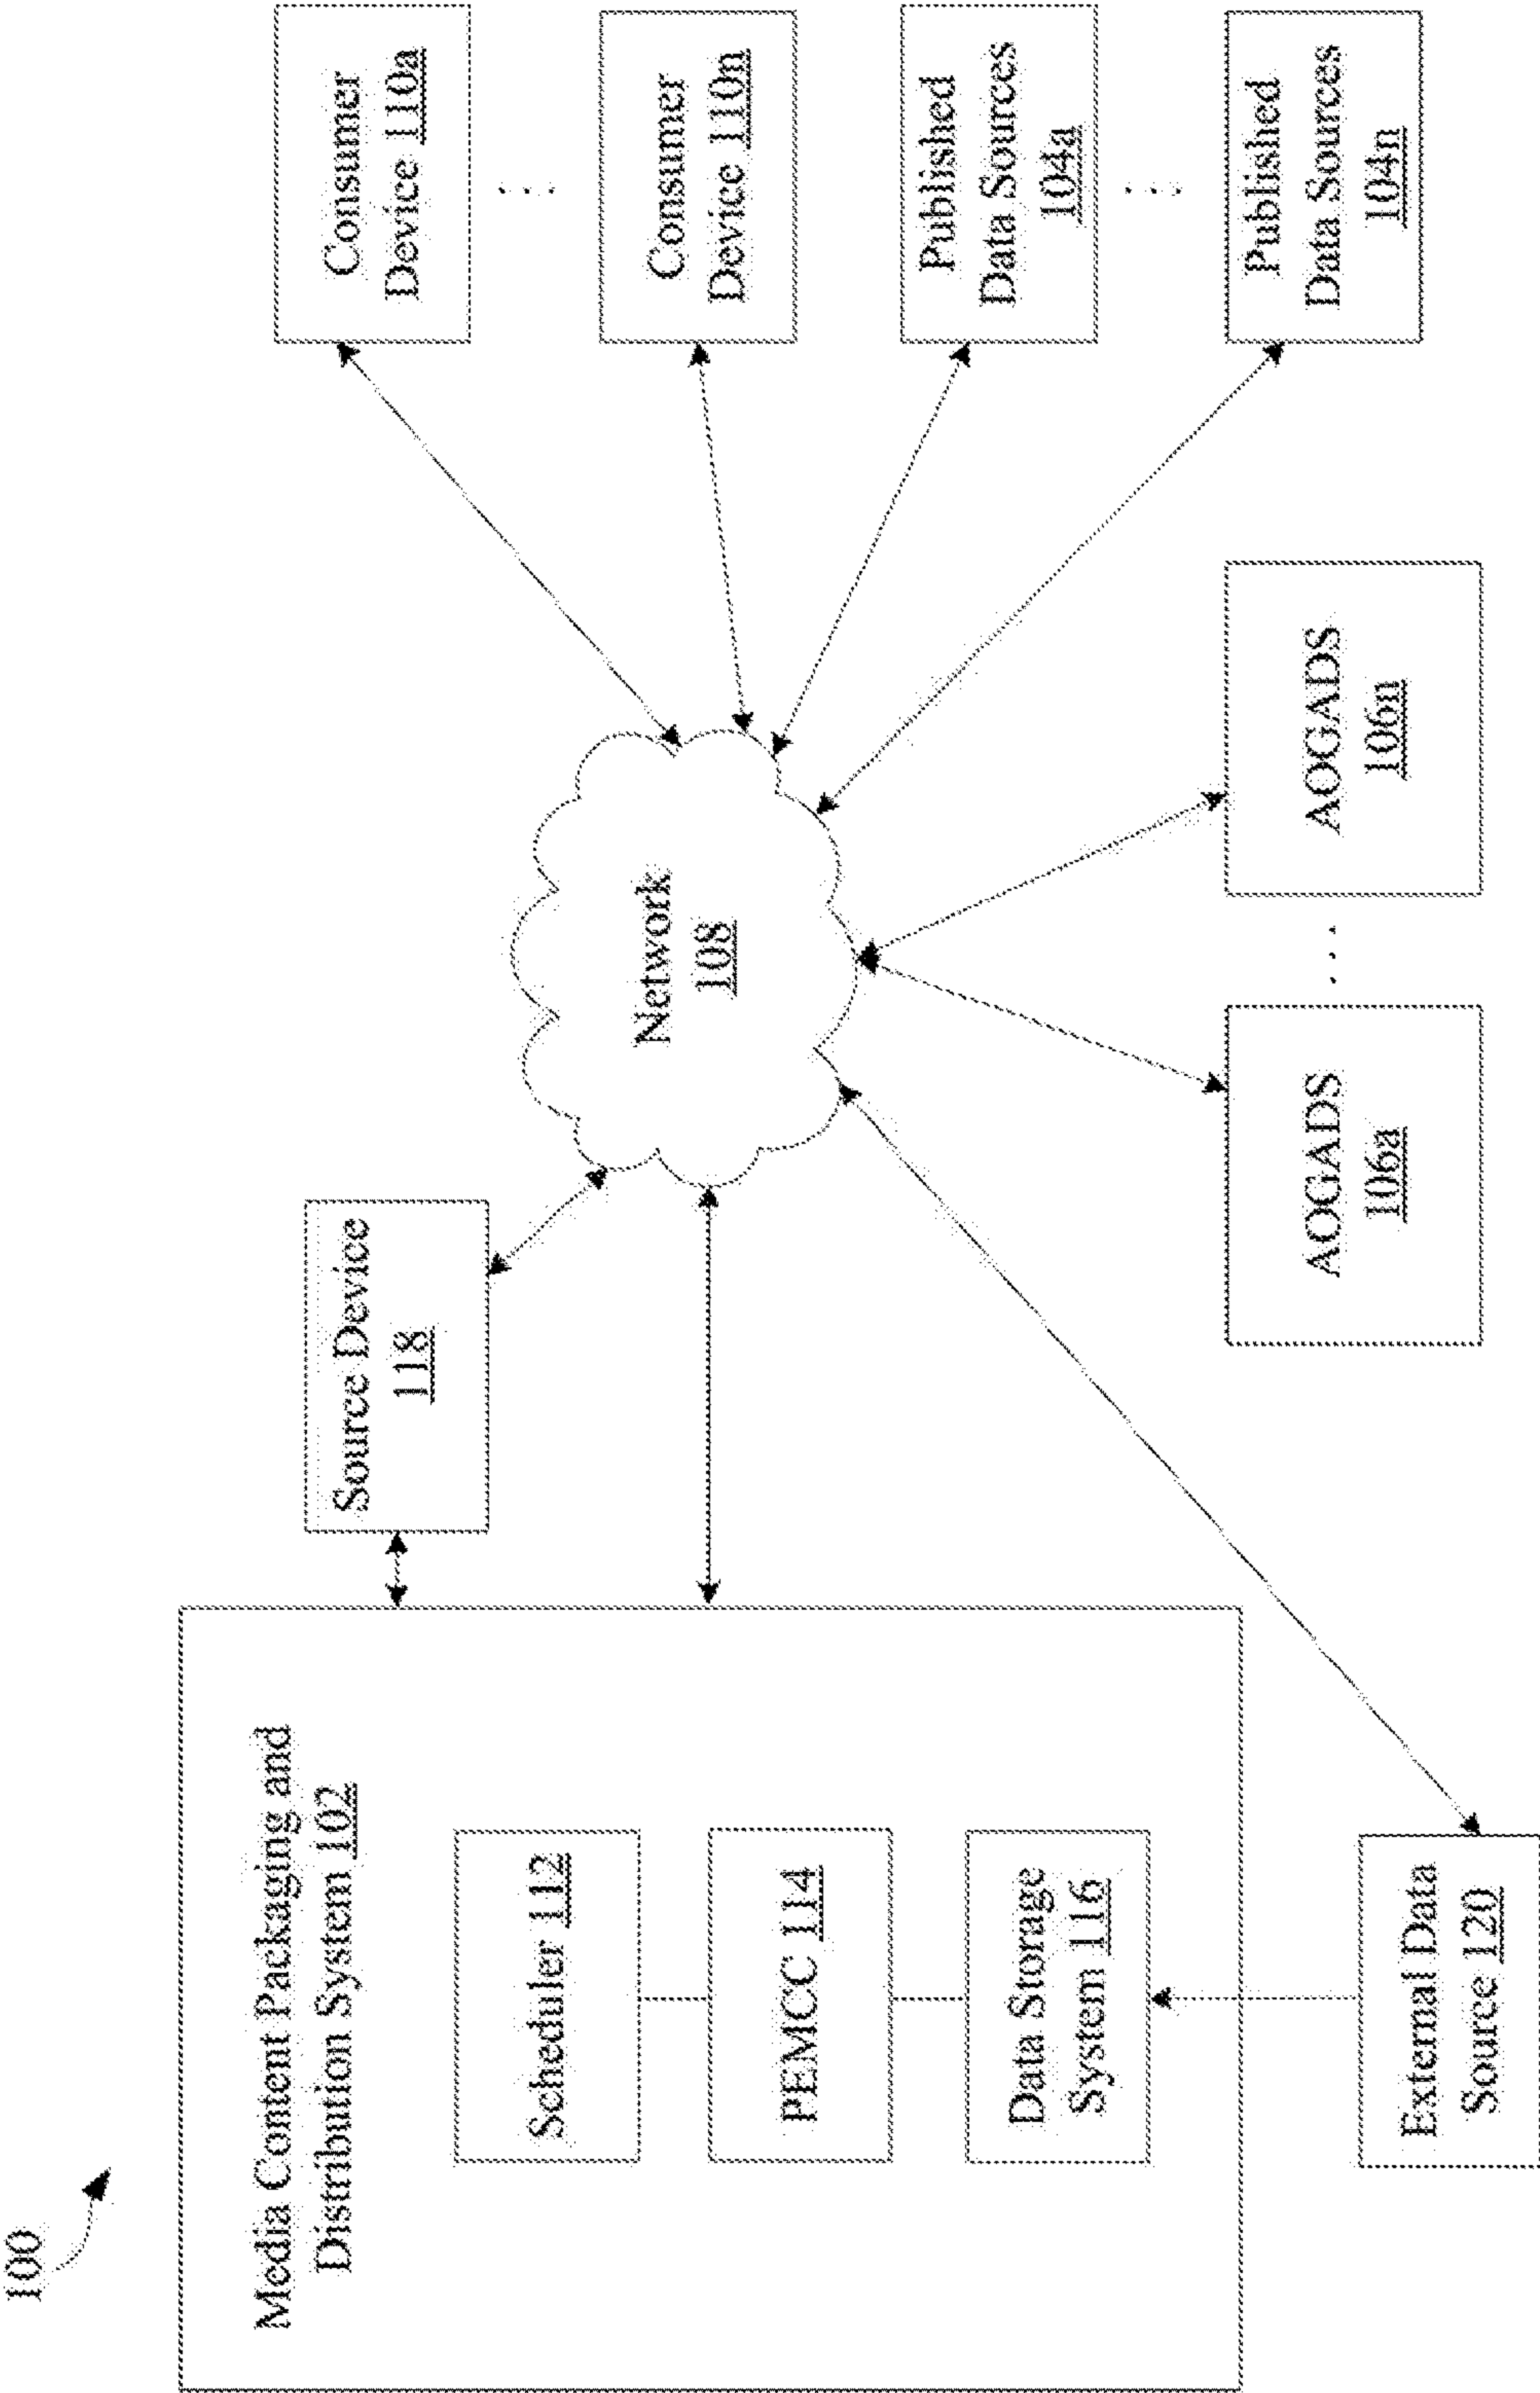 100
Media Content Packaging and
Distribution System 102
Scheduler 112
PEMCC 114
Data Storage
System 116
External Data
Source 120
Source Device
118
Network
108
AOGADS
106a
. . .
AOGADS
106n
Consumer
Device 110a
. . .
Consumer
Device 110n
Published
Data Sources
104a
. . .
Published
Data Sources
104n